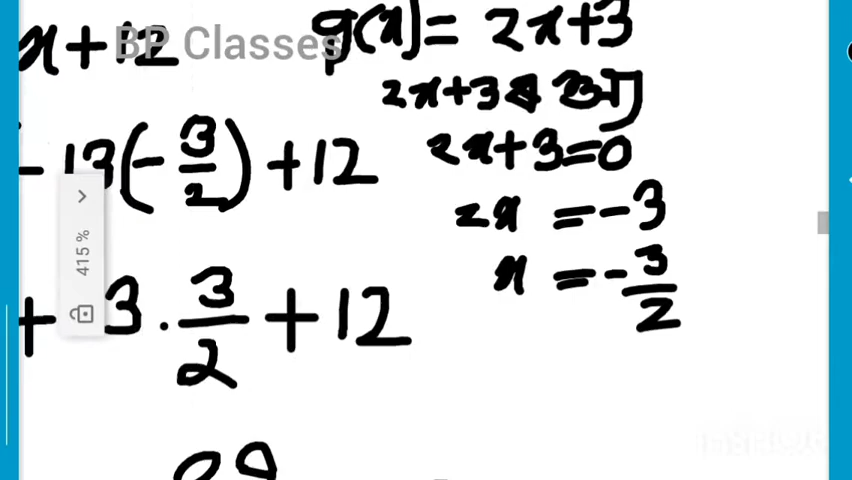 x+12
BP Classes
g(x)= 2x+3
2x+3
- 13(-3/2)+12
2x+3=0
2x =-3
x =-3/2
+ 3·3/2+12
415 %